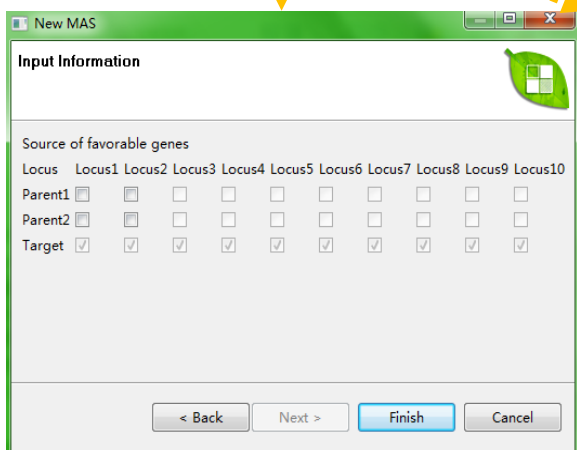 New MAS
Input Information
Source of favorable genes
Locus Locus1 Locus2 Locus3 Locus4 Locus5 Locus6 Locus7 Locus8 Locus9 Locus10
Parent1
Parent2
Target
< Back Next > Finish Cancel